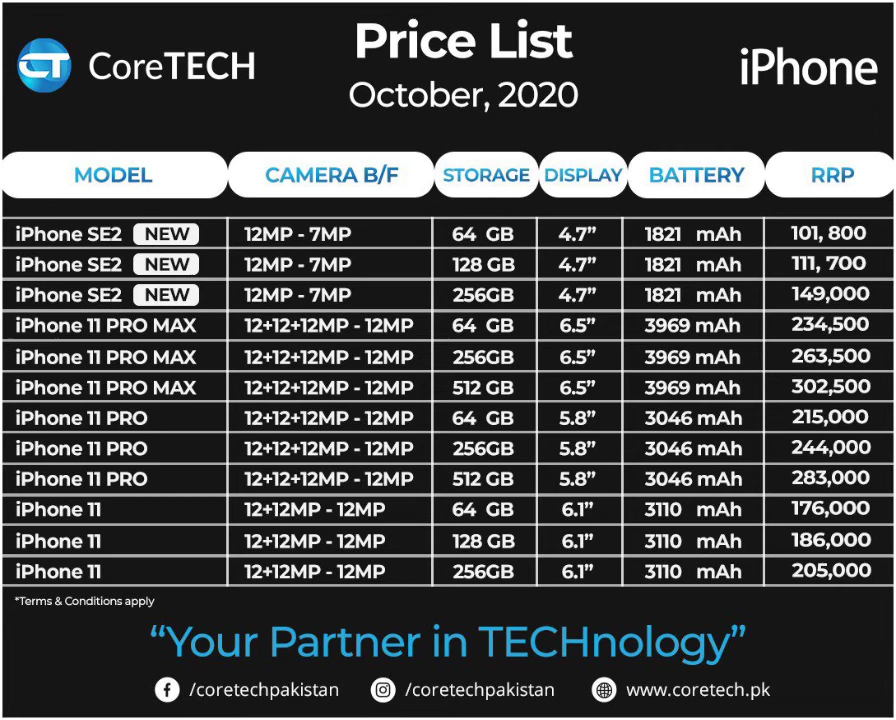 CT CoreTECH
Price List
October, 2020
iPhone
MODEL CAMERA B/F STORAGE DISPLAY BATTERY RRP
iPhone SE2 NEW 12MP - 7MP 64 GB 4.7” 1821 mAh 101, 800
iPhone SE2 NEW 12MP - 7MP 128 GB 4.7” 1821 mAh 111, 700
iPhone SE2 NEW 12MP - 7MP 256GB 4.7” 1821 mAh 149,000
iPhone 11 PRO MAX 12+12+12MP - 12MP 64 GB 6.5” 3969 mAh 234,500
iPhone 11 PRO MAX 12+12+12MP - 12MP 256GB 6.5” 3969 mAh 263,500
iPhone 11 PRO MAX 12+12+12MP - 12MP 512 GB 6.5” 3969 mAh 302,500
iPhone 11 PRO 12+12+12MP - 12MP 64 GB 5.8” 3046 mAh 215,000
iPhone 11 PRO 12+12+12MP - 12MP 256GB 5.8” 3046 mAh 244,000
iPhone 11 PRO 12+12+12MP - 12MP 512 GB 5.8” 3046 mAh 283,000
iPhone 11 12+12MP - 12MP 64 GB 6.1” 3110 mAh 176,000
iPhone 11 12+12MP - 12MP 128 GB 6.1” 3110 mAh 186,000
iPhone 11 12+12MP - 12MP 256GB 6.1” 3110 mAh 205,000
*Terms & Conditions apply
“Your Partner in TECHnology”
/coretechpakistan /coretechpakistan www.coretech.pk